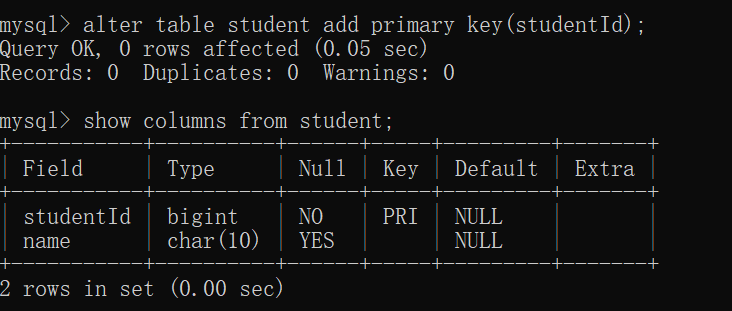 mysql> alter table student add primary key(studentId);
Query OK, 0 rows affected (0.05 sec)
Records: 0  Duplicates: 0  Warnings: 0

mysql> show columns from student;
+-----------+----------+------+-----+---------+-------+
| Field     | Type     | Null | Key | Default | Extra |
+-----------+----------+------+-----+---------+-------+
| studentId | bigint   | NO   | PRI | NULL    |       |
| name      | char(10) | YES  |     | NULL    |       |
+-----------+----------+------+-----+---------+-------+
2 rows in set (0.00 sec)